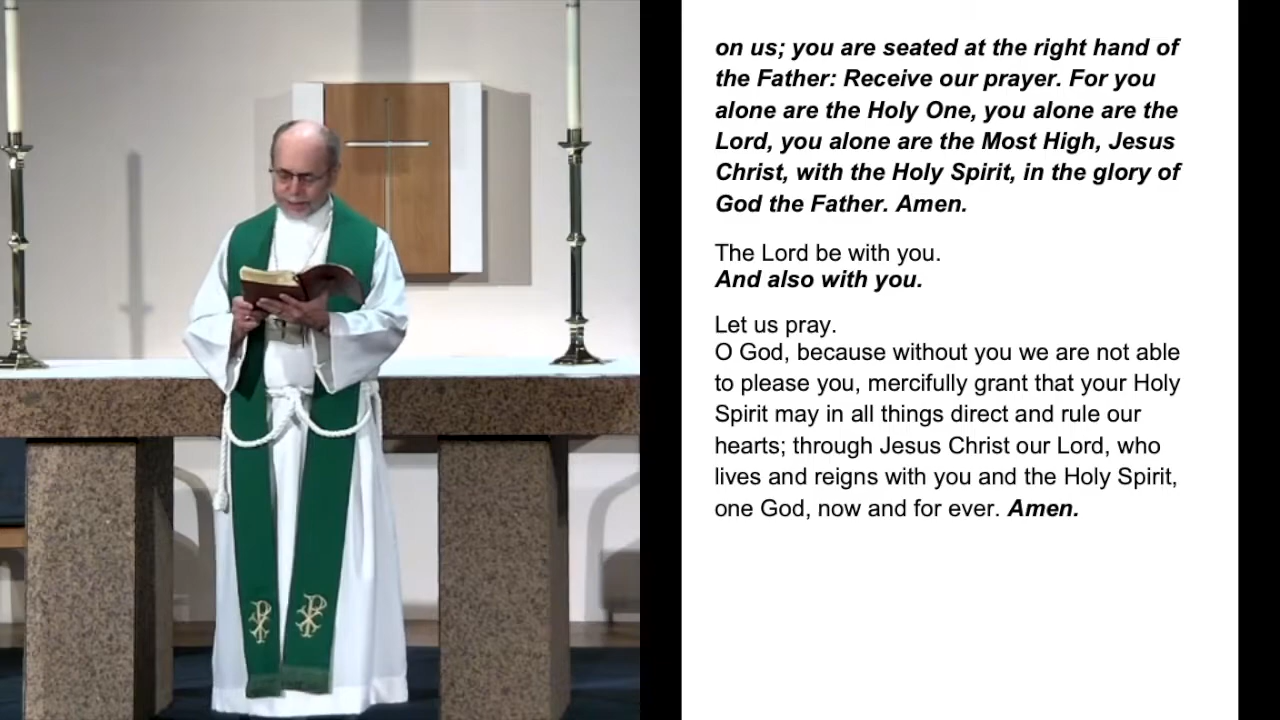 on us; you are seated at the right hand of
the Father: Receive our prayer. For you
alone are the Holy One, you alone are the
Lord, you alone are the Most High, Jesus
Christ, with the Holy Spirit, in the glory of
God the Father. Amen.
The Lord be with you.
And also with you.
Let us pray.
O God, because without you we are not able
to please you, mercifully grant that your Holy
Spirit may in all things direct and rule our
hearts; through Jesus Christ our Lord, who
lives and reigns with you and the Holy Spirit,
one God, now and for ever. Amen.